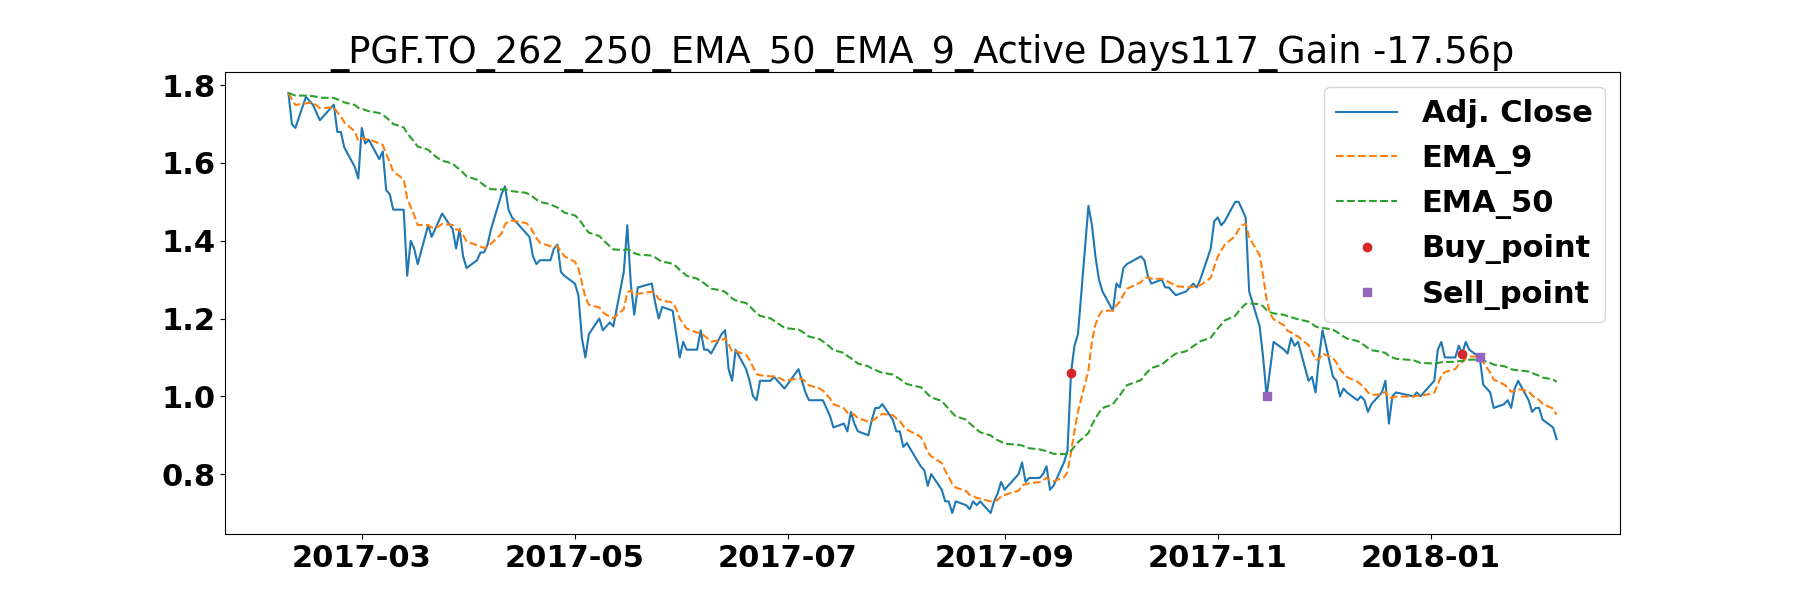 _PGF.TO_262_250_EMA_50_EMA_9_Active Days117_Gain -17.56p
1.8
1.6
1.4
1.2
1.0
0.8
Adj. Close
EMA_9
EMA_50
Buy_point
Sell_point
2017-03 2017-05 2017-07 2017-09 2017-11 2018-01